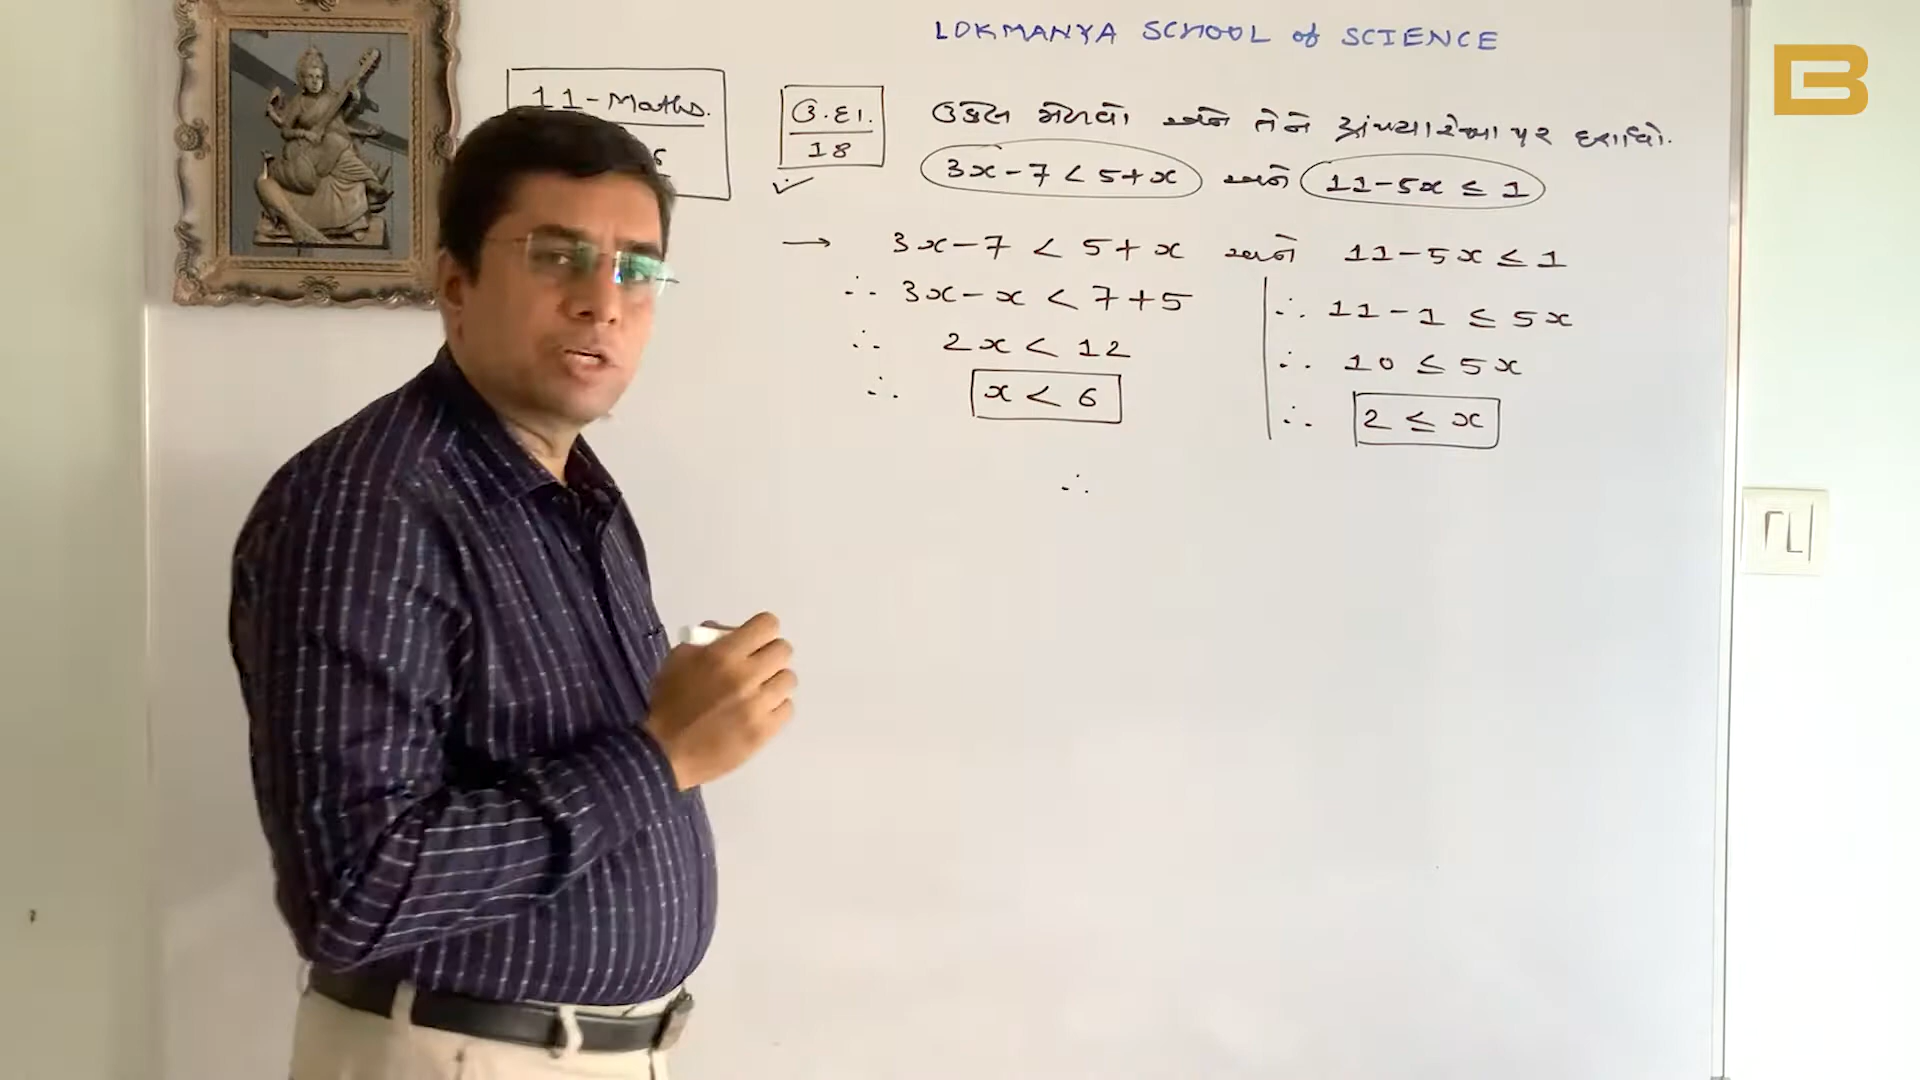 LOKMANYA SCHOOL of SCIENCE
11-Maths.
6
ઉ.દા.
18
ઉકેલ મેળવો અને તેને સંખ્યારેખા પર દર્શાવો.
3x-7 < 5+x અને 11-5x ≤ 1
→ 3x-7 < 5+x અને 11-5x ≤ 1
∴ 3x-x < 7+5
∴ 2x < 12
∴ x < 6
∴ 11-1 ≤ 5x
∴ 10 ≤ 5x
∴ 2 ≤ x
∴